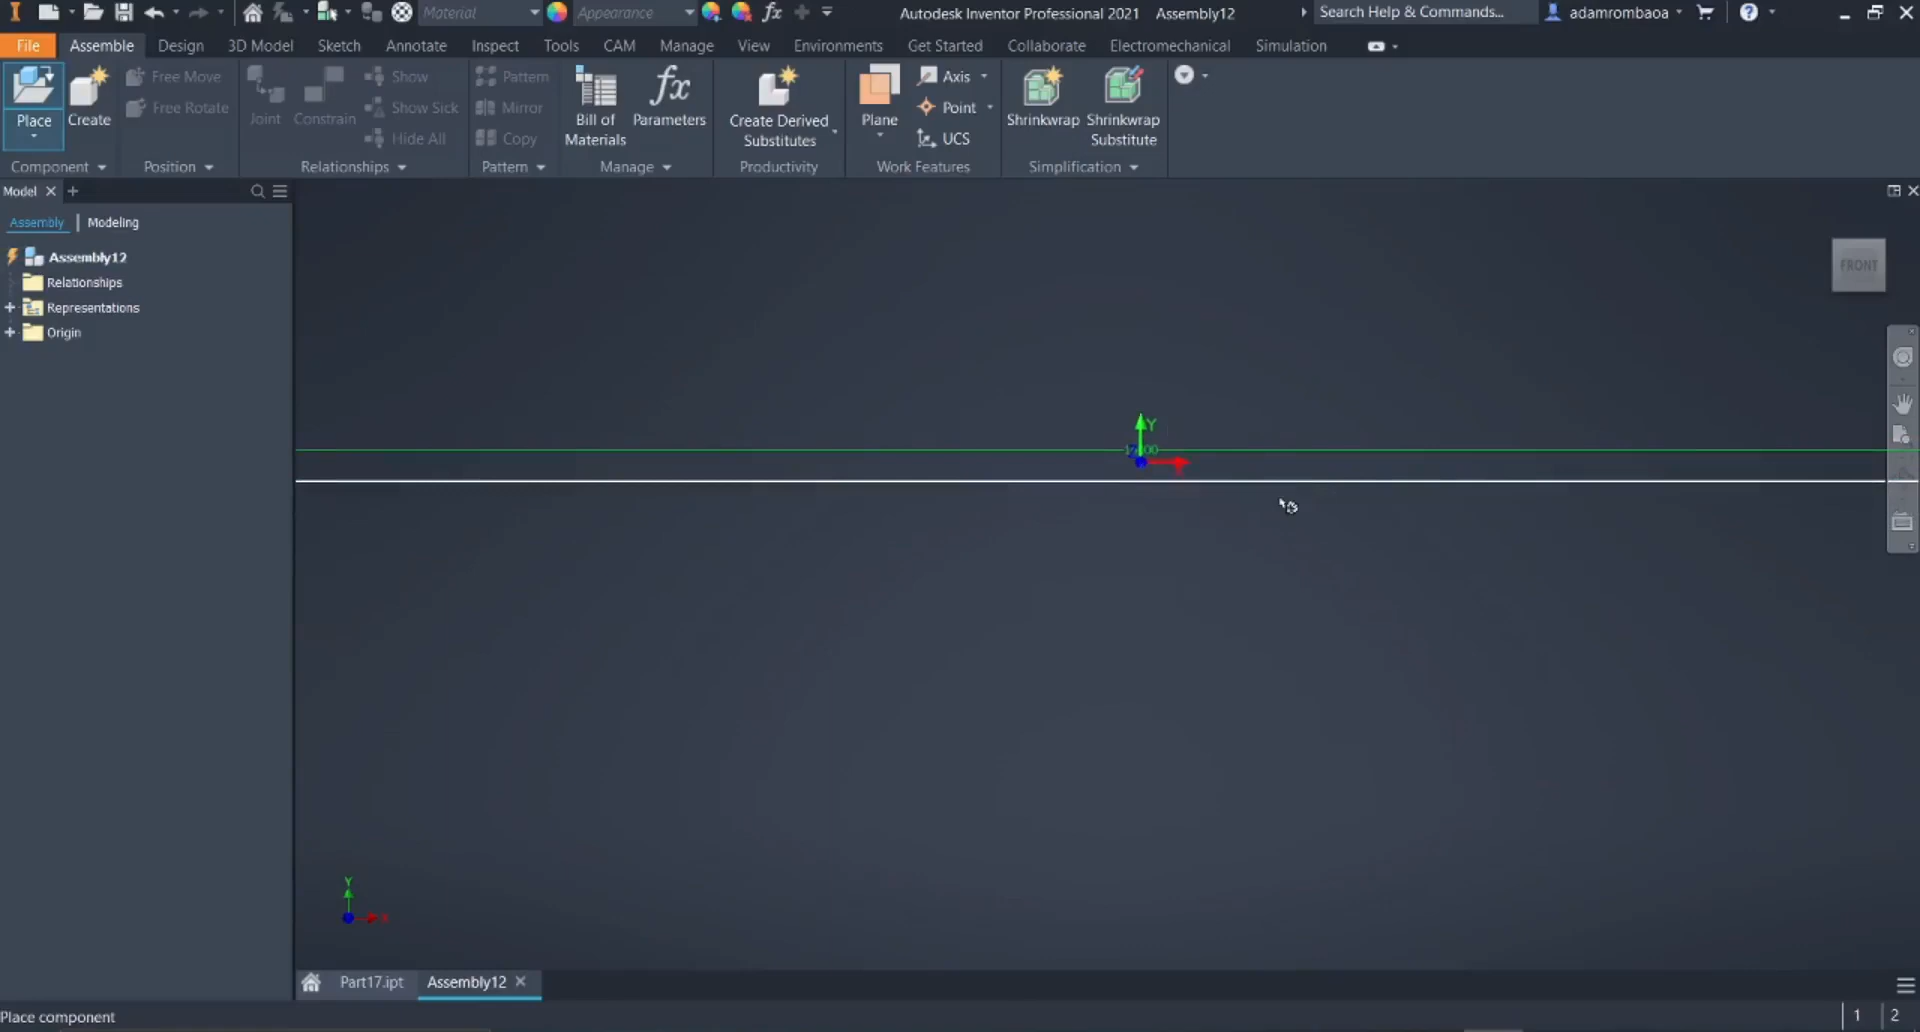 Material
Appearance
fx
Autodesk Inventor Professional 2021 Assembly12
Search Help & Commands...
adamrombaoa
?
File Assemble Design 3D Model Sketch Annotate Inspect Tools CAM Manage View Environments Get Started Collaborate Electromechanical Simulation
Place
Create
Free Move
Free Rotate
Component
Position
Joint
Constrain
Show
Show Sick
Hide All
Relationships
Pattern
Mirror
Copy
Pattern
Bill of
Materials
fx
Parameters
Manage
Create Derived
Substitutes
Productivity
Plane
Axis
Point
UCS
Work Features
Shrinkwrap
Shrinkwrap
Substitute
Simplification
Model
Assembly | Modeling
Assembly12
Relationships
Representations
Origin
FRONT
Y
Y
X
Part17.ipt
Assembly12
Place component
1 2